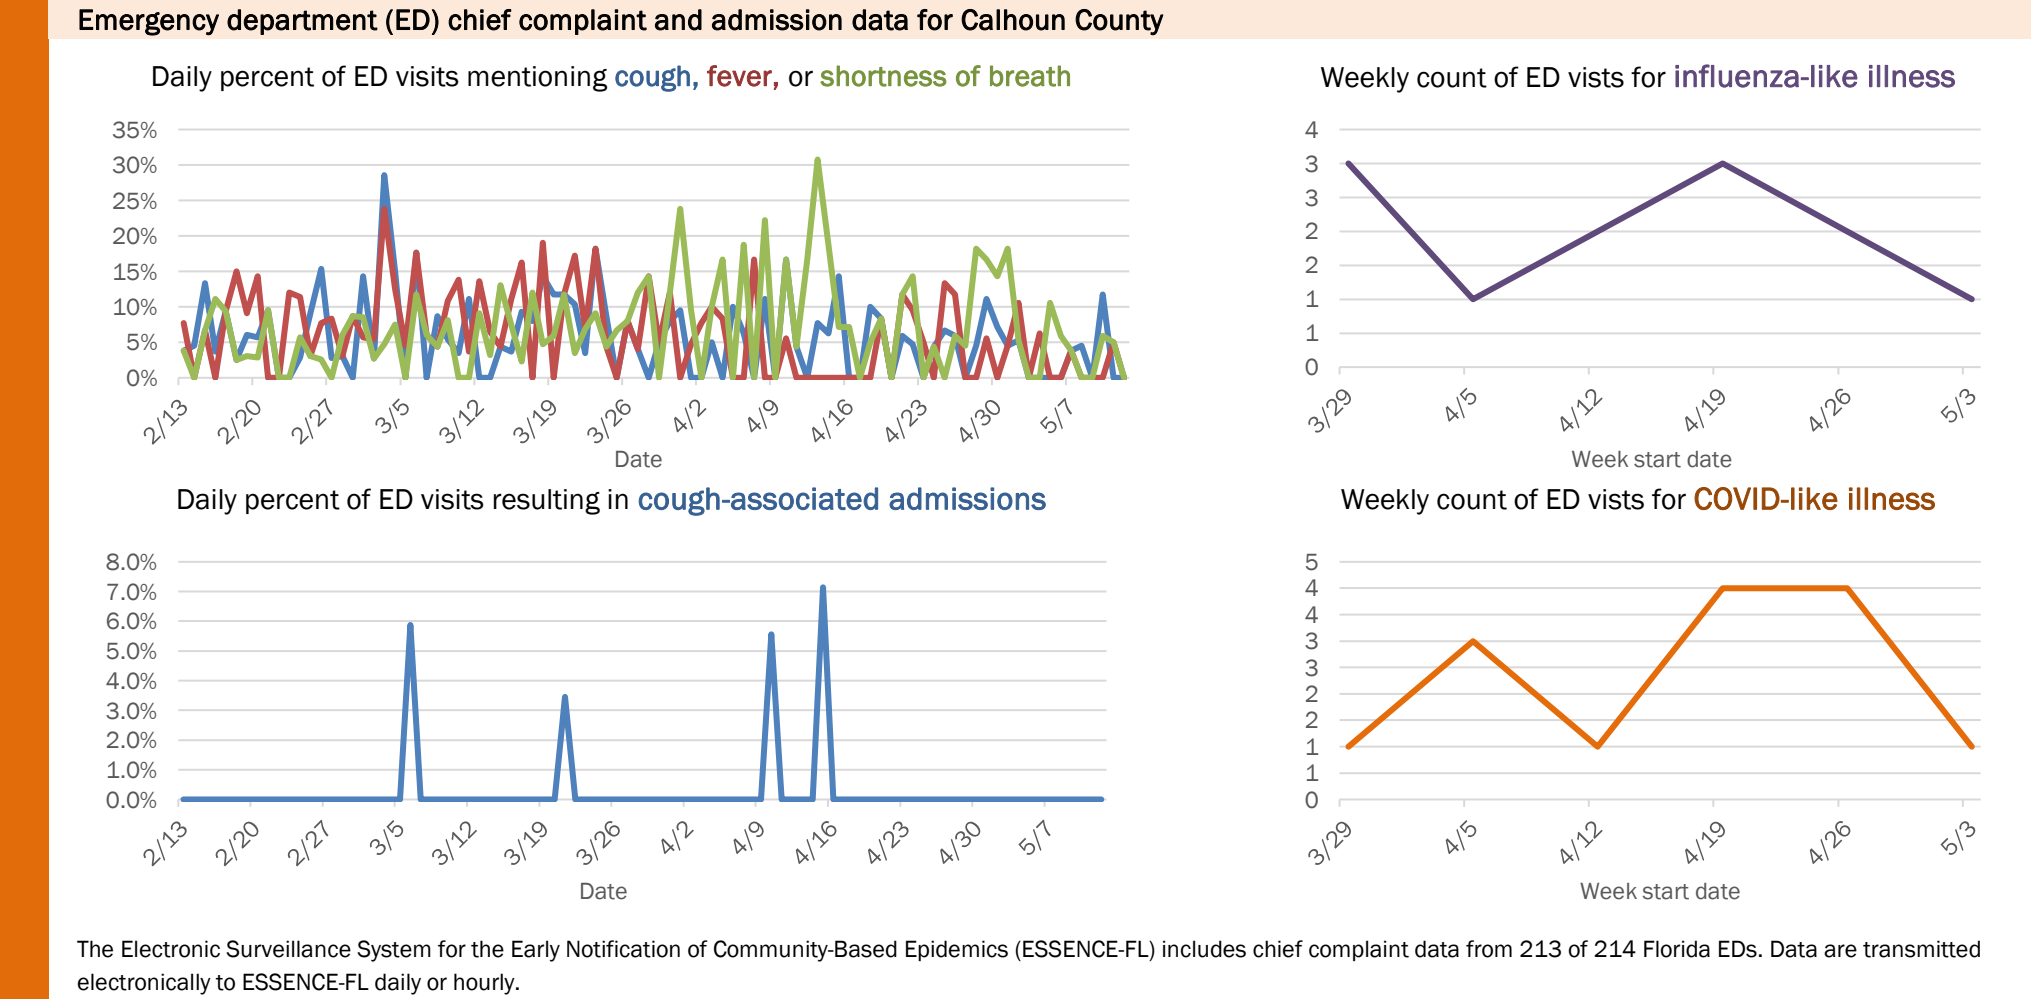 Emergency department (ED) chief complaint and admission data for Calhoun County
Daily percent of ED visits mentioning cough, fever, or shortness of breath
35%
30%
25%
20%
15%
10%
5%
0%
2/13 2/20 2/27 3/5 3/12 3/19 3/26 4/2 4/9 4/16 4/23 4/30 5/7
Date
Weekly count of ED vists for influenza-like illness
4
3
3
2
2
1
1
0
3/29 4/5 4/12 4/19 4/26 5/3
Week start date
Daily percent of ED visits resulting in cough-associated admissions
8.0%
7.0%
6.0%
5.0%
4.0%
3.0%
2.0%
1.0%
0.0%
2/13 2/20 2/27 3/5 3/12 3/19 3/26 4/2 4/9 4/16 4/23 4/30 5/7
Date
Weekly count of ED vists for COVID-like illness
5
4
4
3
3
2
2
1
1
0
3/29 4/5 4/12 4/19 4/26 5/3
Week start date
The Electronic Surveillance System for the Early Notification of Community-Based Epidemics (ESSENCE-FL) includes chief complaint data from 213 of 214 Florida EDs. Data are transmitted
electronically to ESSENCE-FL daily or hourly.